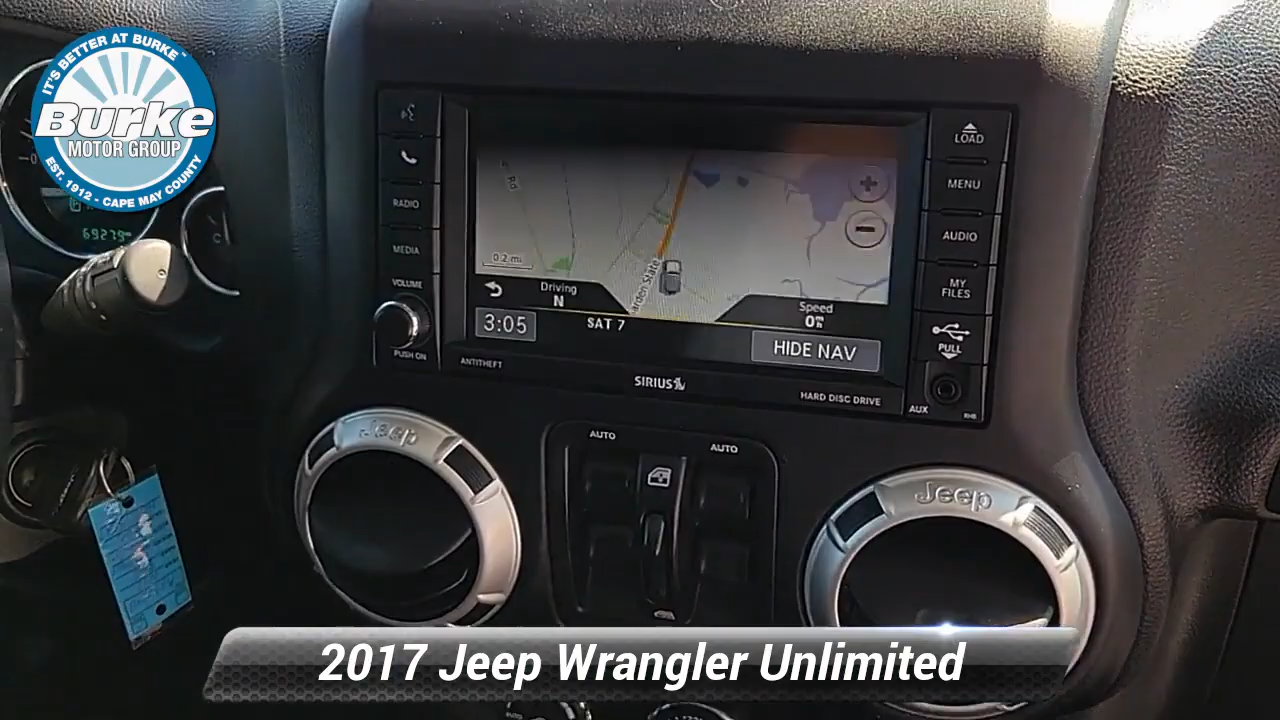 IT'S BETTER AT BURKE
Burke
MOTOR GROUP
EST. 1912 - CAPE MAY COUNTY
LOAD
MENU
RADIO
AUDIO
MEDIA
MY
FILES
VOLUME
PUSH ON
PULL
AUX
Rd
0.2 mi
Driving
N
Speed
0
3:05
SAT 7
HIDE NAV
ANTITHEFT
SIRIUS
HARD DISC DRIVE
Jeep
AUTO
AUTO
Jeep
C
2017 Jeep Wrangler Unlimited